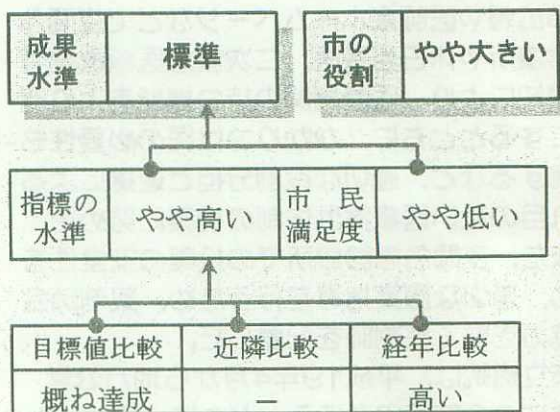 成果
水準
標準
市の
役割
やや大きい
指標の
水準
やや高い
市民
満足度
やや低い
目標値比較
近隣比較
経年比較
概ね達成
－
高い